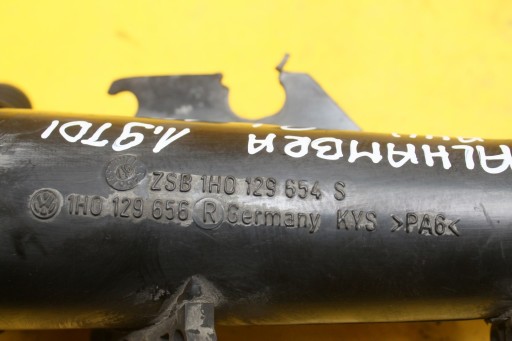 ALHAMBRA
1.9TDI
ZSB 1H0 129 654 S
1H0 129 656 R Germany KYS >PA6<